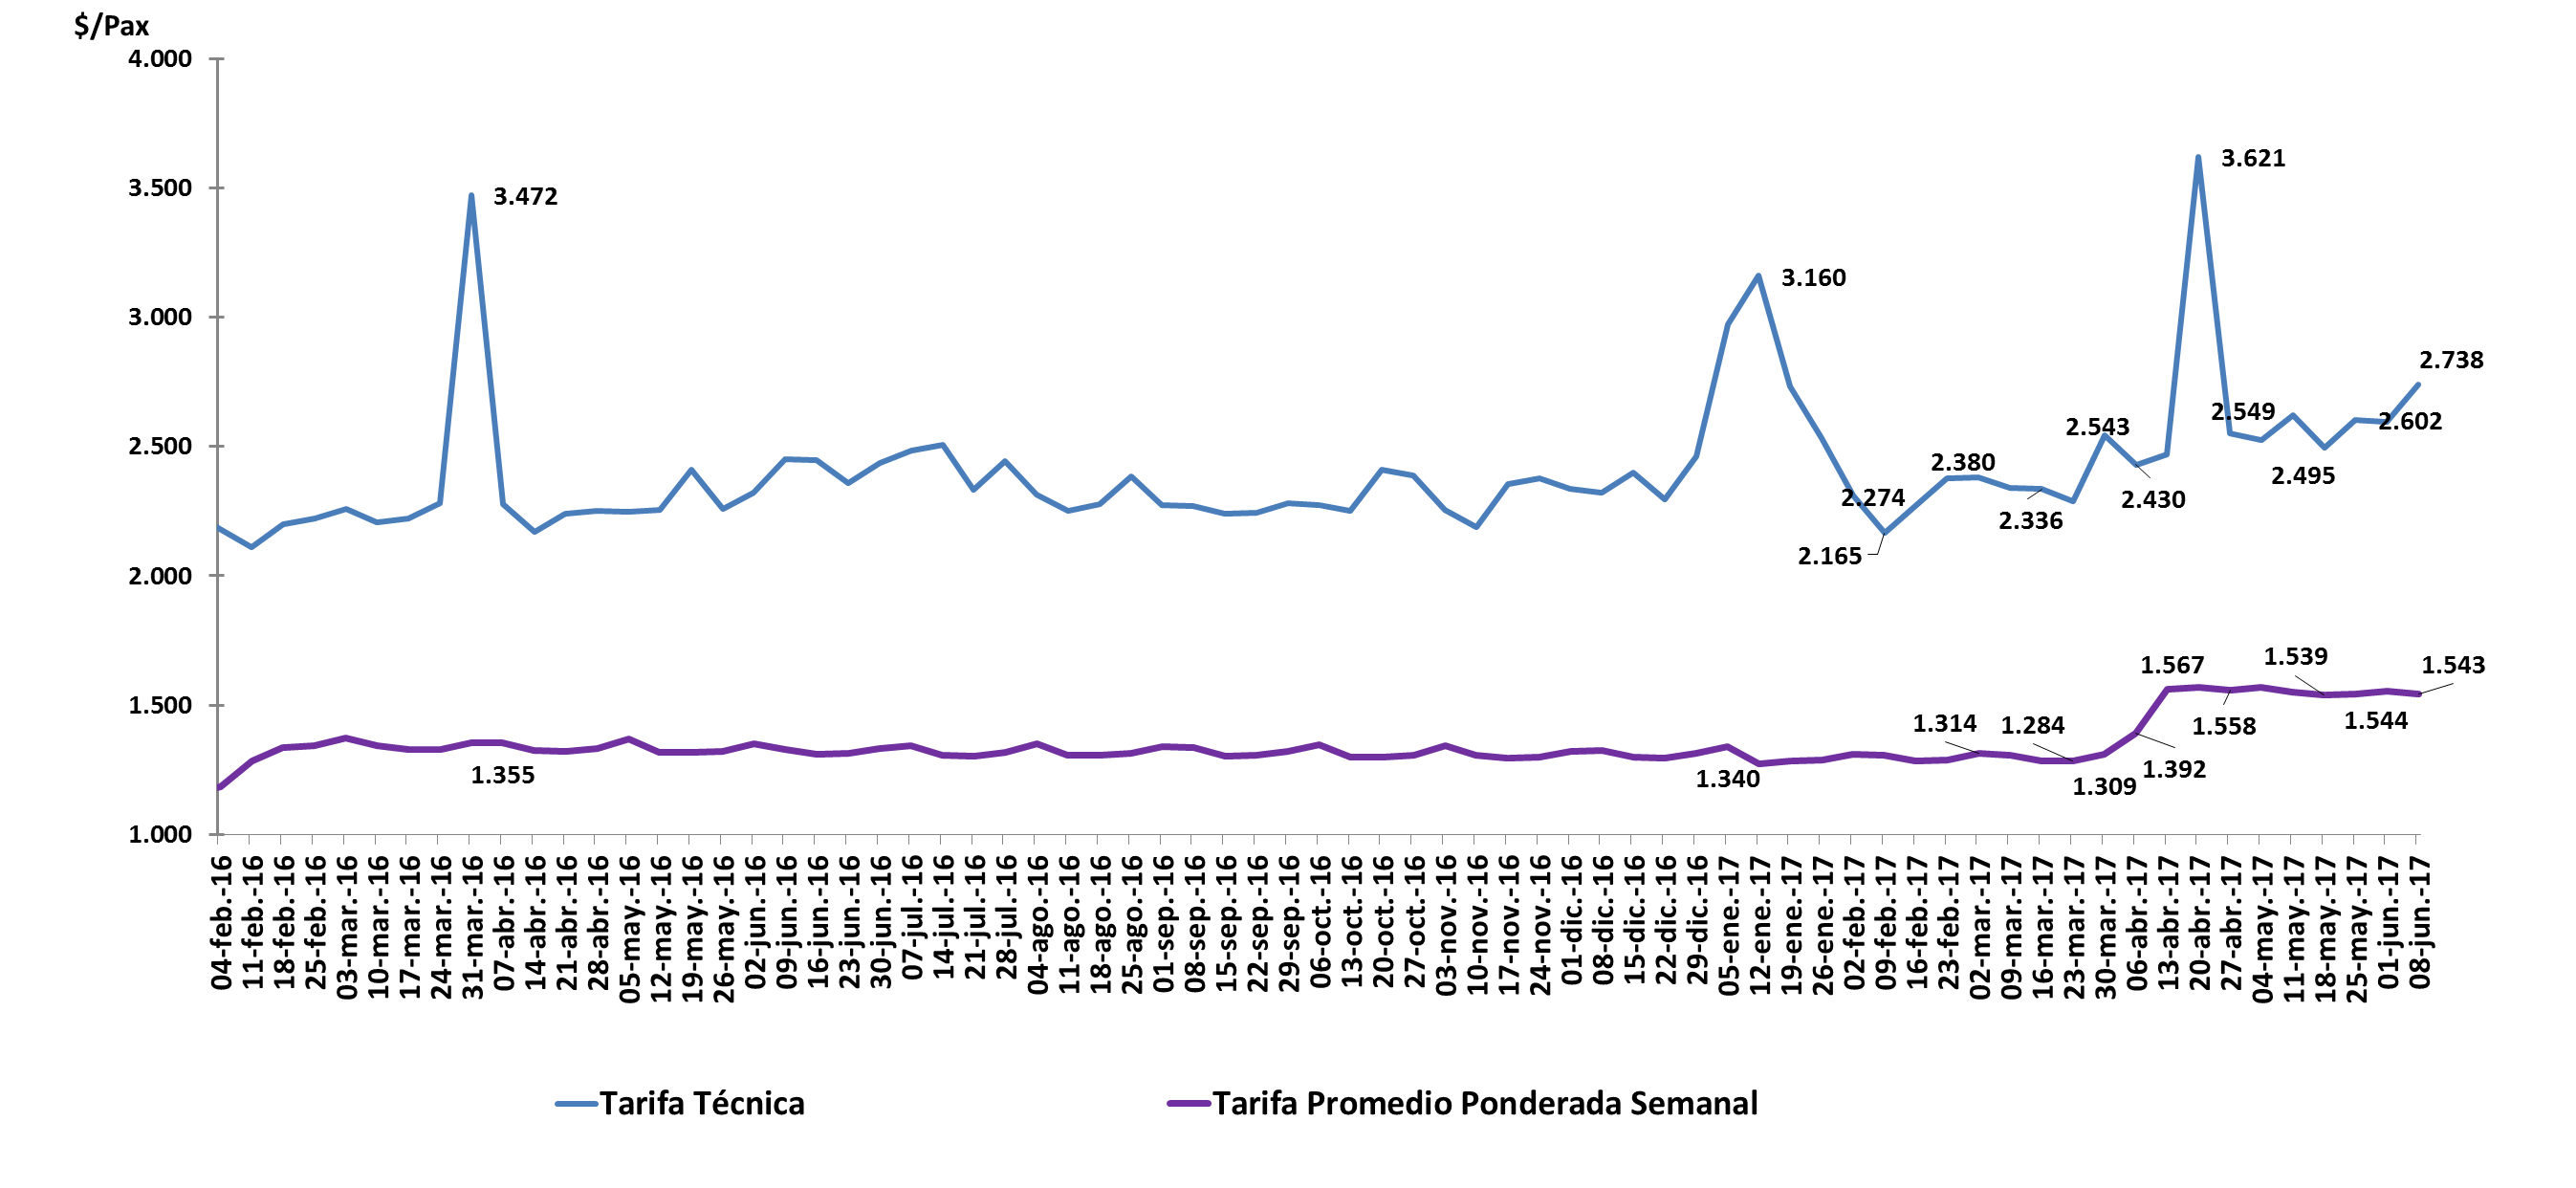 $/Pax
4.000
3.500
3.000
2.500
2.000
1.500
1.000
3.472
3.160
3.621
2.738
2.549
2.543
2.602
2.380
2.495
2.274
2.430
2.336
2.165
1.539
1.567
1.543
1.314
1.284
1.544
1.558
1.355
1.340
1.392
1.309
04-feb.-16
11-feb.-16
18-feb.-16
25-feb.-16
03-mar.-16
10-mar.-16
17-mar.-16
24-mar.-16
31-mar.-16
07-abr.-16
14-abr.-16
21-abr.-16
28-abr.-16
05-may.-16
12-may.-16
19-may.-16
26-may.-16
02-jun.-16
09-jun.-16
16-jun.-16
23-jun.-16
30-jun.-16
07-jul.-16
14-jul.-16
21-jul.-16
28-jul.-16
04-ago.-16
11-ago.-16
18-ago.-16
25-ago.-16
01-sep.-16
08-sep.-16
15-sep.-16
22-sep.-16
29-sep.-16
06-oct.-16
13-oct.-16
20-oct.-16
27-oct.-16
03-nov.-16
10-nov.-16
17-nov.-16
24-nov.-16
01-dic.-16
08-dic.-16
15-dic.-16
22-dic.-16
29-dic.-16
05-ene.-17
12-ene.-17
19-ene.-17
26-ene.-17
02-feb.-17
09-feb.-17
16-feb.-17
23-feb.-17
02-mar.-17
09-mar.-17
16-mar.-17
23-mar.-17
30-mar.-17
06-abr.-17
13-abr.-17
20-abr.-17
27-abr.-17
04-may.-17
11-may.-17
18-may.-17
25-may.-17
01-jun.-17
08-jun.-17
Tarifa Técnica
Tarifa Promedio Ponderada Semanal